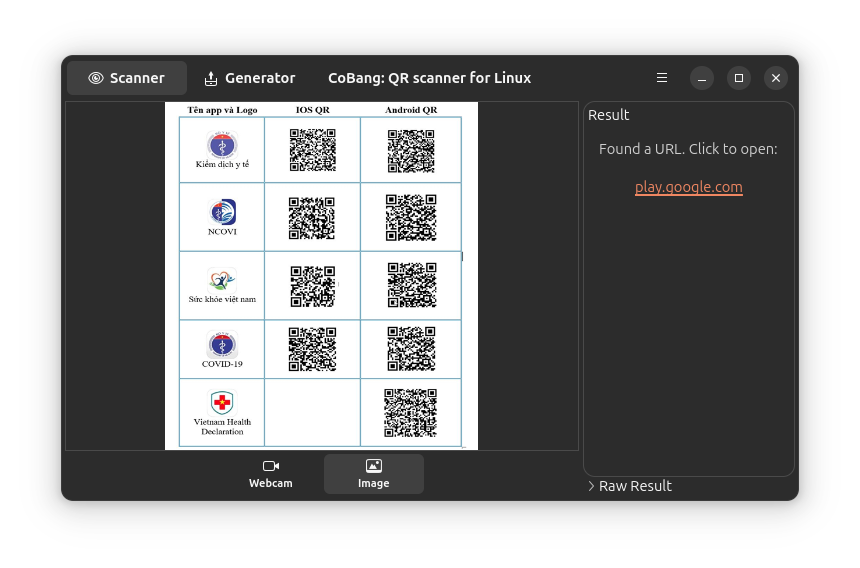 Scanner
Generator
CoBang: QR scanner for Linux
Tên app và Logo
IOS QR
Android QR
Kiểm dịch y tế
NCOVI
Sức khỏe việt nam
COVID-19
Vietnam Health
Declaration
Result
Found a URL. Click to open:
play.google.com
Webcam
Image
Raw Result